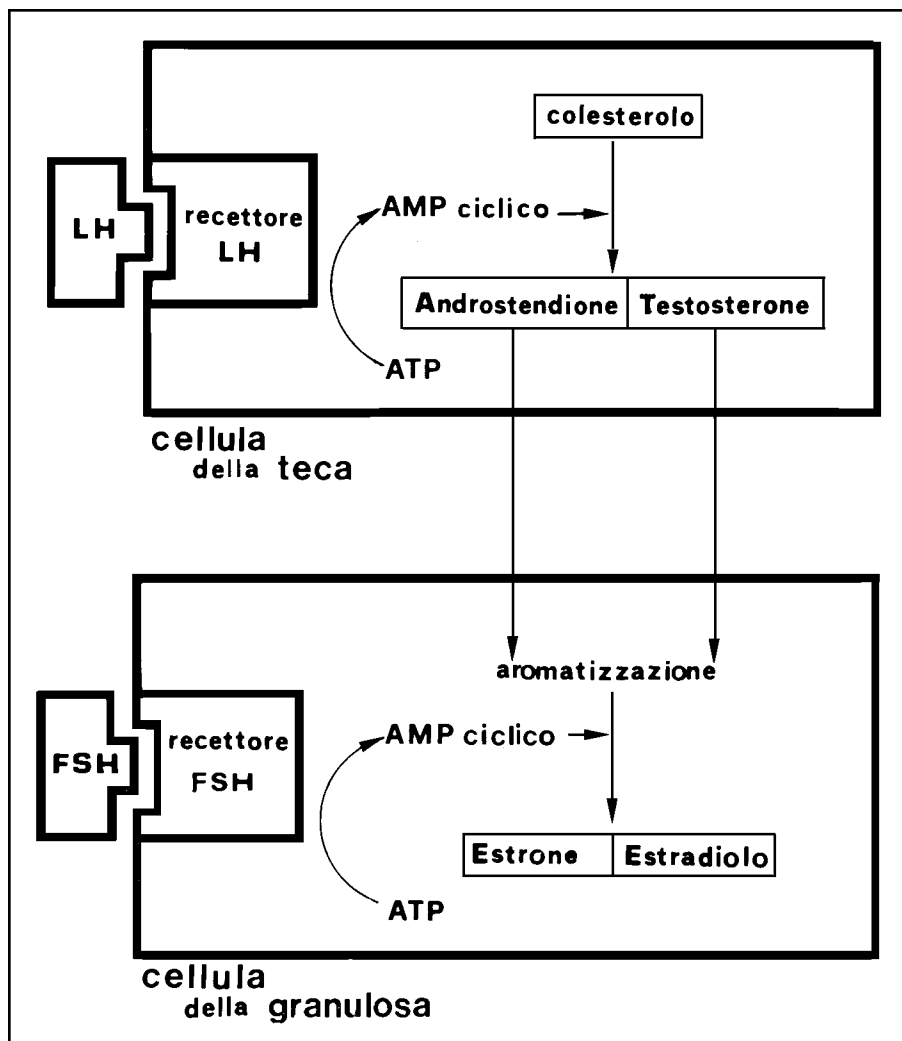 colesterolo
LH
recettore
LH
AMP ciclico
Androstendione
Testosterone
ATP
cellula
della teca
aromatizzazione
FSH
recettore
FSH
AMP ciclico
Estrone
Estradiolo
ATP
cellula
della granulosa